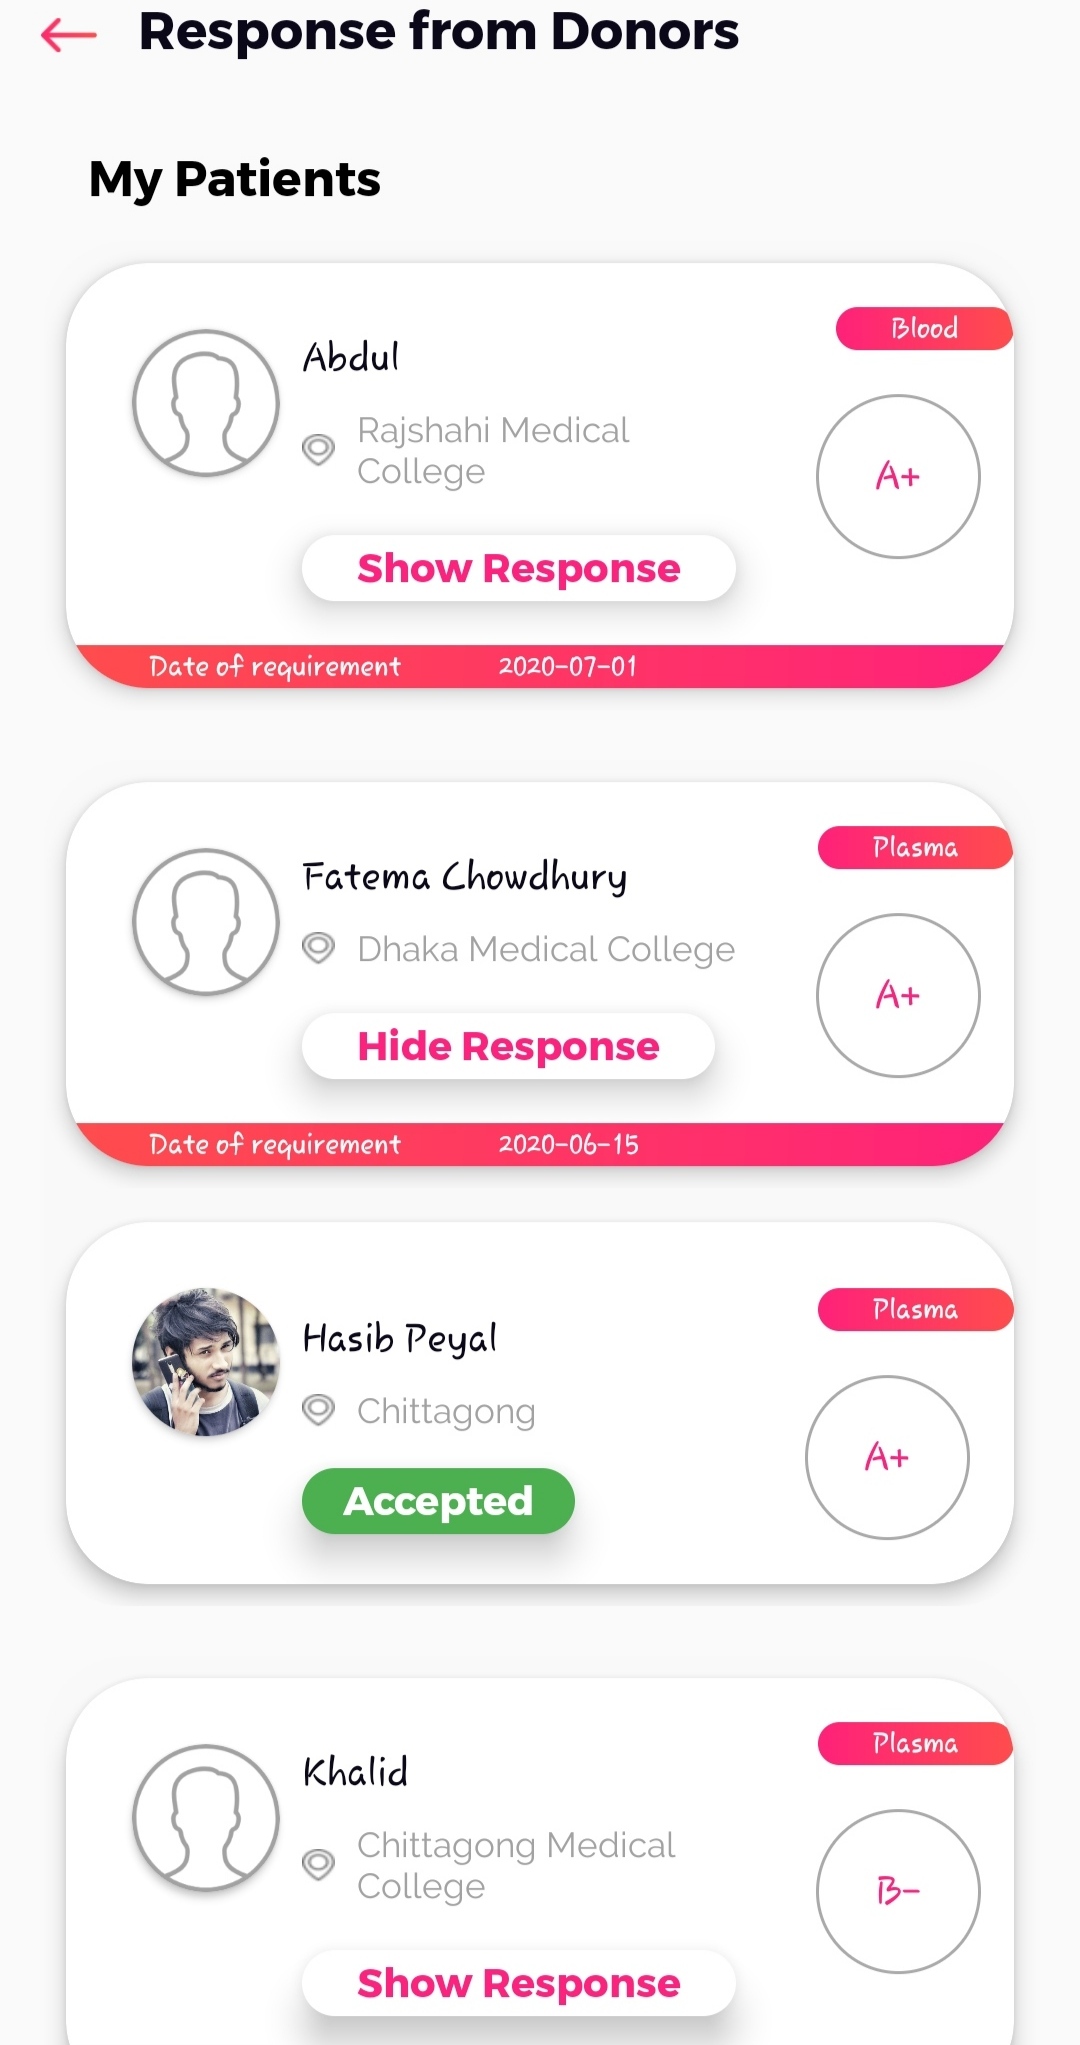 Response from Donors
My Patients
Blood
Abdul
Rajshahi Medical
College
A+
Show Response
Date of requirement 2020-07-01
Plasma
Fatema Chowdhury
Dhaka Medical College
A+
Hide Response
Date of requirement 2020-06-15
Plasma
Hasib Peyal
Chittagong
A+
Accepted
Plasma
Khalid
Chittagong Medical
College
B-
Show Response